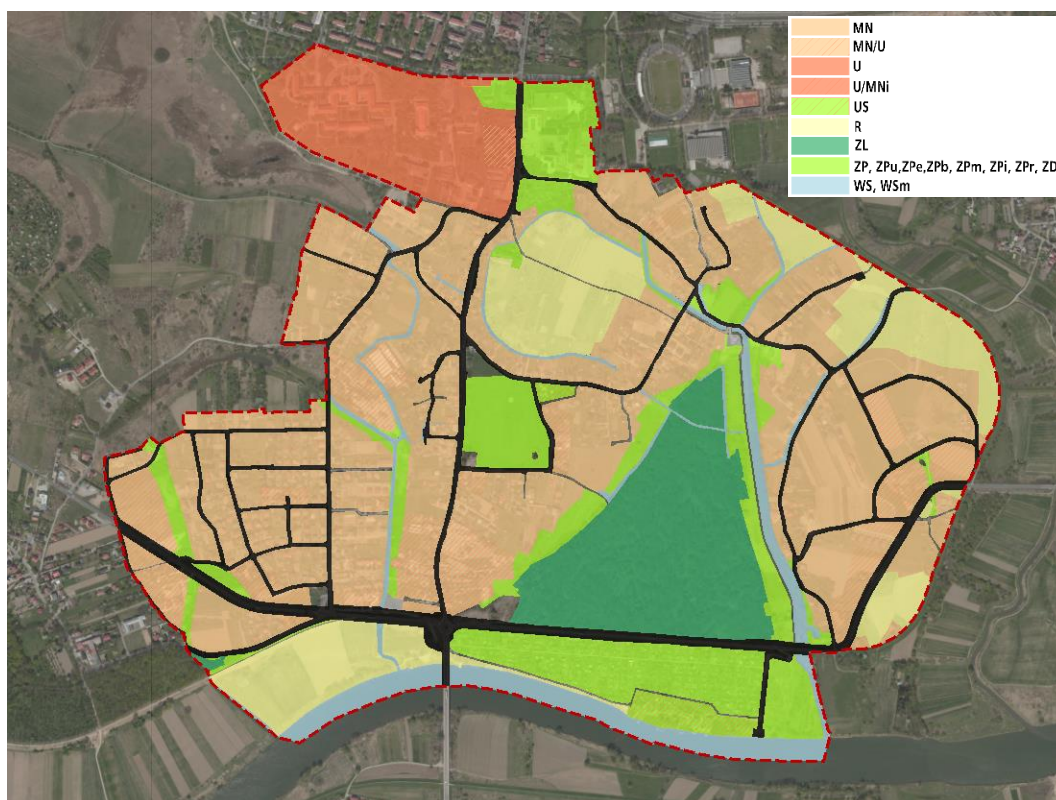 MN
MN/U
U
U/MNi
US
R
ZL
ZP, ZPu,ZPe,ZPb, ZPm, ZPi, ZPr, ZD
WS, WSm